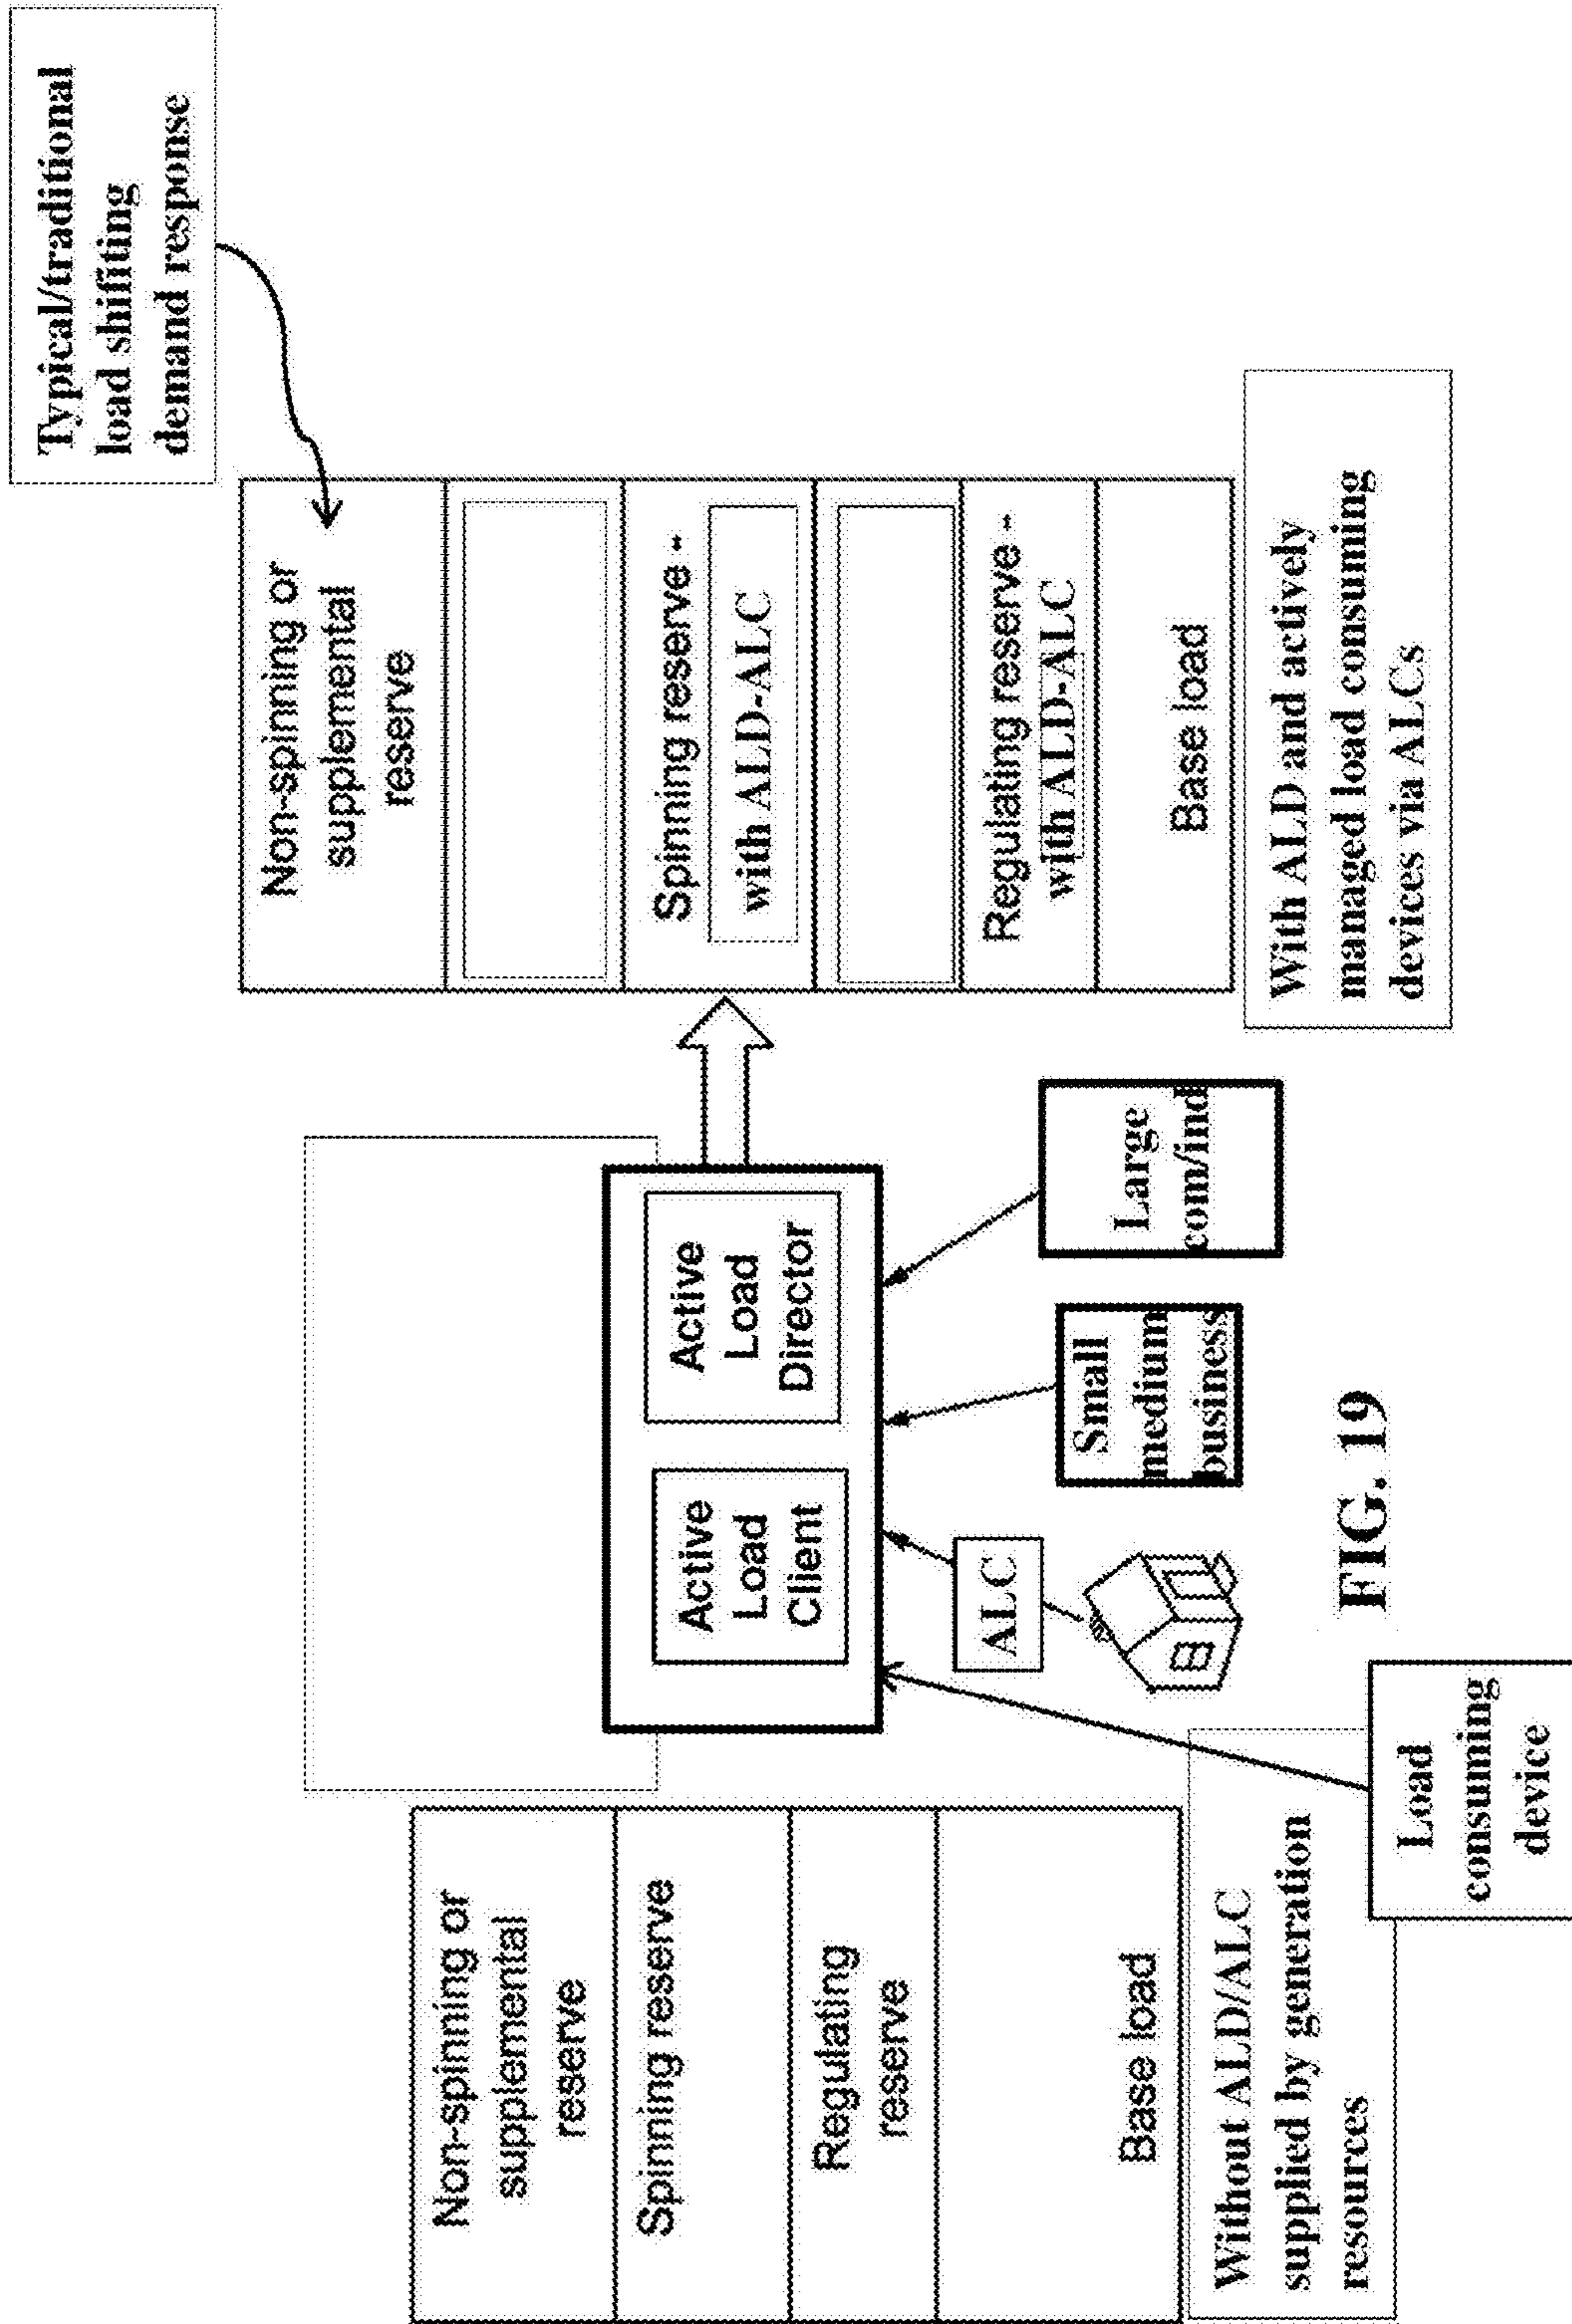 Typical/traditional
load shifiting
demand response
Non-spinning or
supplemental
reserve
Spinning reserve
Regulating
reserve
Base load
Without ALD/ALC
supplied by generation
resources
Active
Load
Client
Active
Load
Director
ALC
Small
medium
business
Large
com/ind
Load
consuming
device
Non-spinning or
supplemental
reserve
Spinning reserve -
with ALD-ALC
Regulating reserve -
with ALD-ALC
Base load
With ALD and actively
managed load consuming
devices via ALCs
FIG. 19